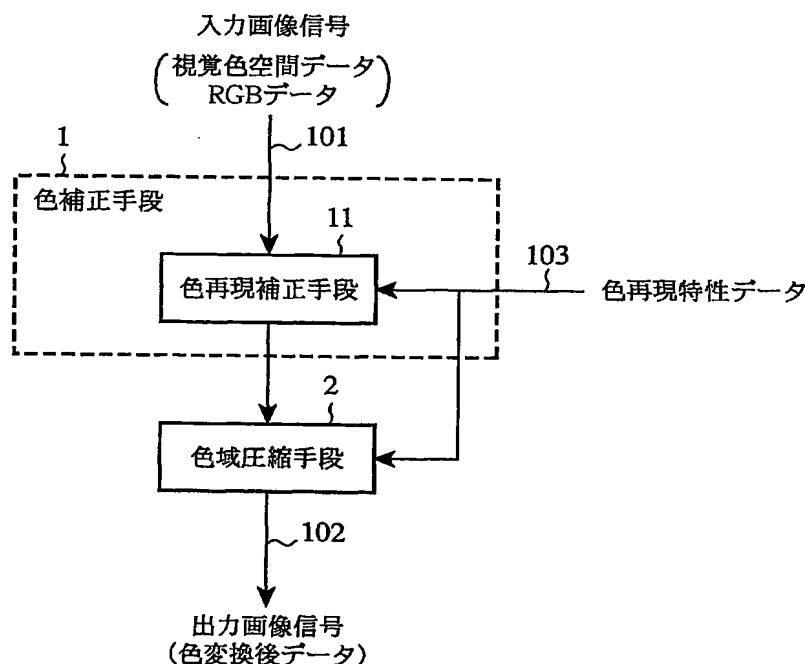 入力画像信号
(視覚色空間データ
RGBデータ)
101
1
色補正手段
11
色再現補正手段
103
色再現特性データ
2
色域圧縮手段
102
出力画像信号
(色変換後データ)